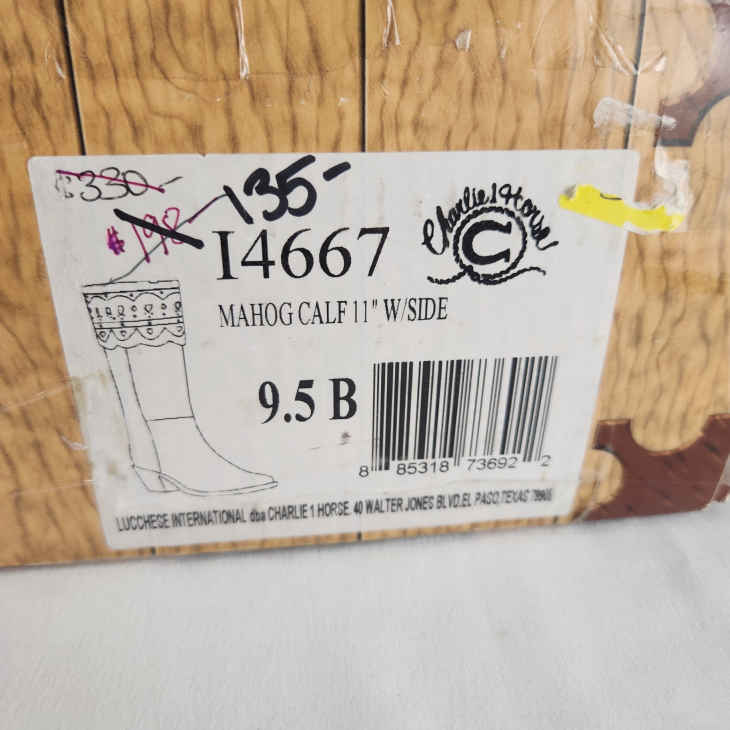 $330-
$198
135-
I4667
Charlie 1 Horse
C
MAHOG CALF 11" W/SIDE
9.5 B
8 85318 73692 2
LUCCHESE INTERNATIONAL dba CHARLIE 1 HORSE 40 WALTER JONES BLVD.EL PASO,TEXAS 79906